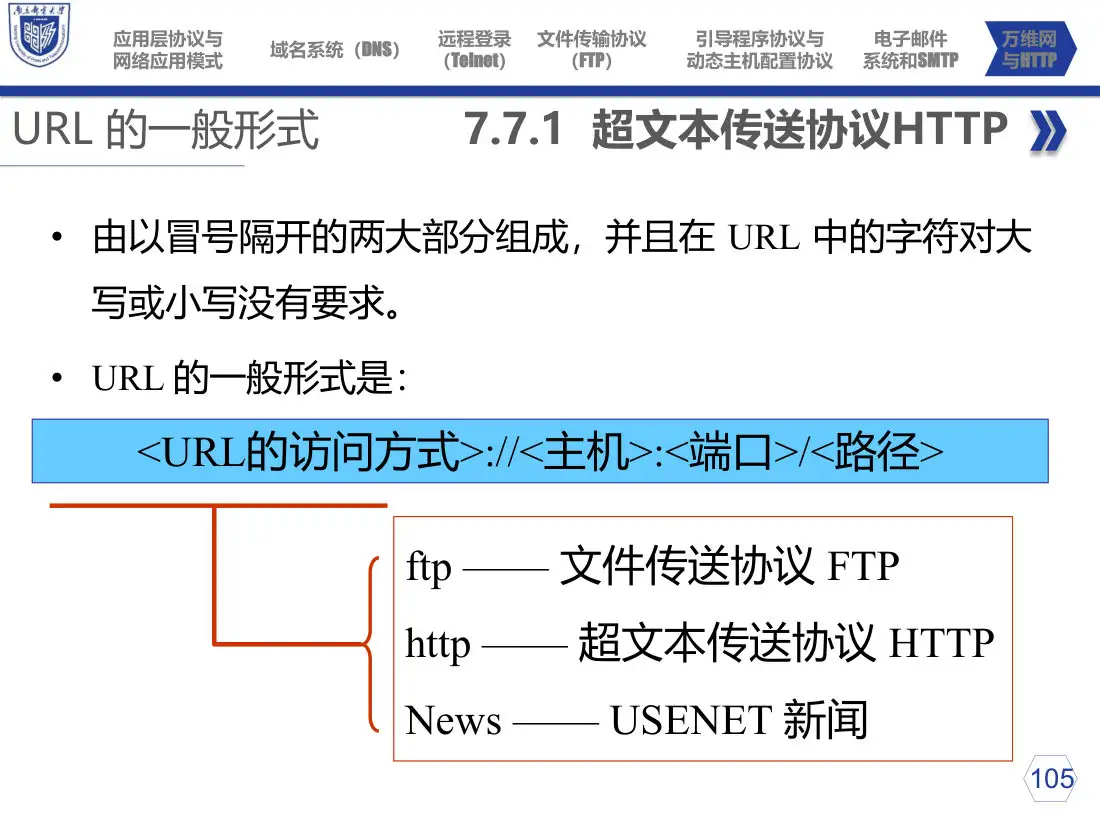 南京邮电大学
应用层协议与
网络应用模式
域名系统（DNS）
远程登录
（Telnet）
文件传输协议
（FTP）
引导程序协议与
动态主机配置协议
电子邮件
系统和SMTP
万维网
与HTTP
URL 的一般形式
7.7.1 超文本传送协议HTTP
• 由以冒号隔开的两大部分组成，并且在 URL 中的字符对大
写或小写没有要求。
• URL 的一般形式是：
<URL的访问方式>://<主机>:<端口>/<路径>
ftp —— 文件传送协议 FTP
http —— 超文本传送协议 HTTP
News —— USENET 新闻
105